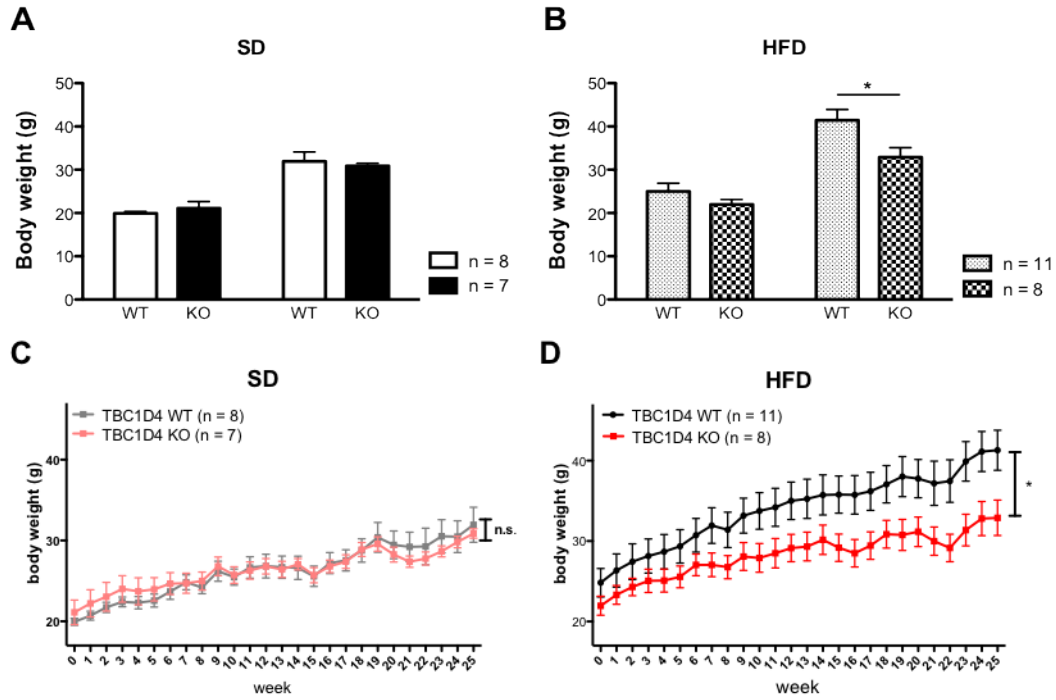 A
SD
Body weight (g)
50
40
30
20
10
0
WT
KO
WT
KO
n = 8
n = 7
B
HFD
Body weight (g)
50
40
30
20
10
0
*
WT
KO
WT
KO
n = 11
n = 8
C
SD
TBC1D4 WT (n = 8)
TBC1D4 KO (n = 7)
body weight (g)
40
30
20
n.s.
0 1 2 3 4 5 6 7 8 9 10 11 12 13 14 15 16 17 18 19 20 21 22 23 24 25
week
D
HFD
TBC1D4 WT (n = 11)
TBC1D4 KO (n = 8)
body weight (g)
40
30
20
*
0 1 2 3 4 5 6 7 8 9 10 11 12 13 14 15 16 17 18 19 20 21 22 23 24 25
week